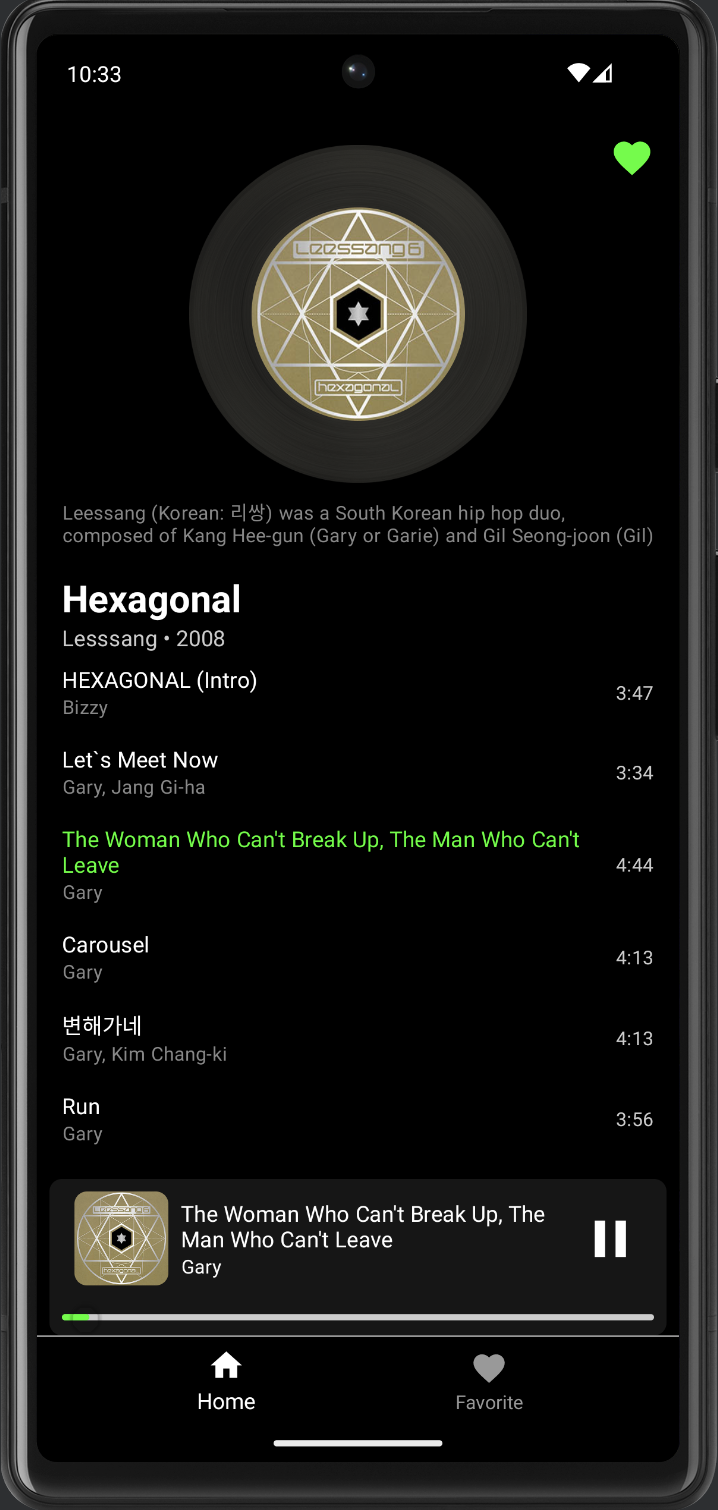 10:33
Leessang 6
hexagonal
Leessang (Korean: 리쌍) was a South Korean hip hop duo,
composed of Kang Hee-gun (Gary or Garie) and Gil Seong-joon (Gil)
Hexagonal
Lesssang • 2008
HEXAGONAL (Intro)
3:47
Bizzy
Let`s Meet Now
3:34
Gary, Jang Gi-ha
The Woman Who Can't Break Up, The Man Who Can't
Leave
4:44
Gary
Carousel
4:13
Gary
변해가네
4:13
Gary, Kim Chang-ki
Run
3:56
Gary
Leessang 6
hexagonal
The Woman Who Can't Break Up, The
Man Who Can't Leave
Gary
Home
Favorite